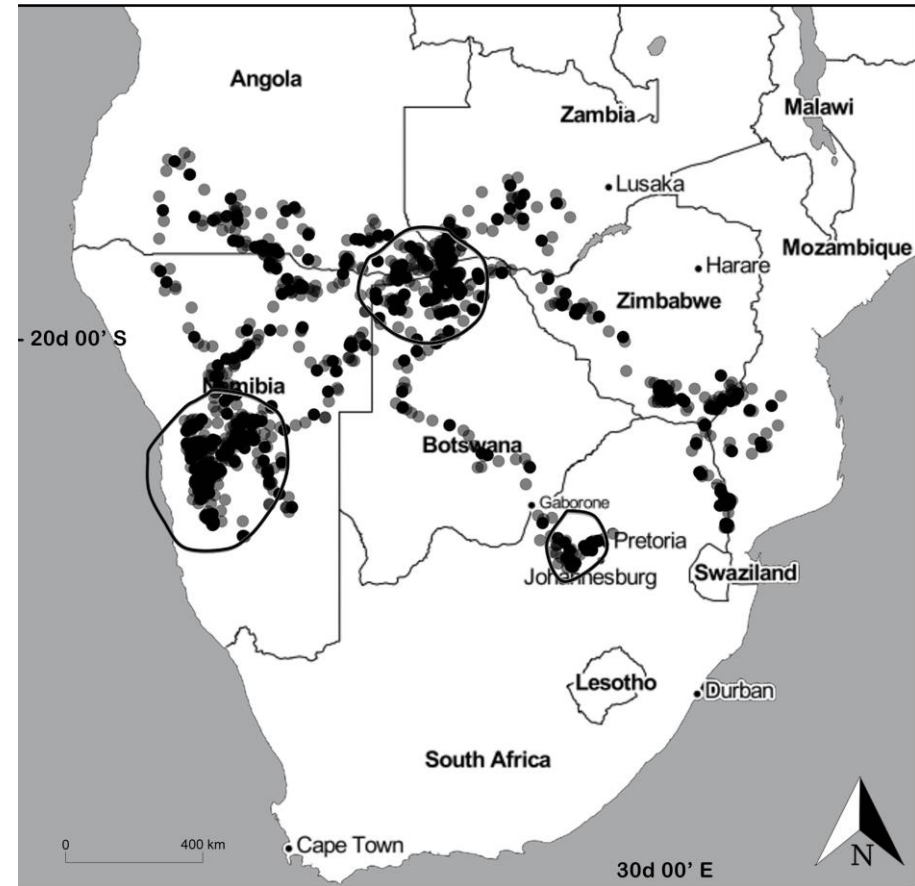 Angola
Zambia
Malawi
Lusaka
Mozambique
Harare
Zimbabwe
- 20d 00' S
Namibia
Botswana
Gaborone
Pretoria
Johannesburg
Swaziland
Lesotho
Durban
South Africa
0 400 km
Cape Town
30d 00' E
N